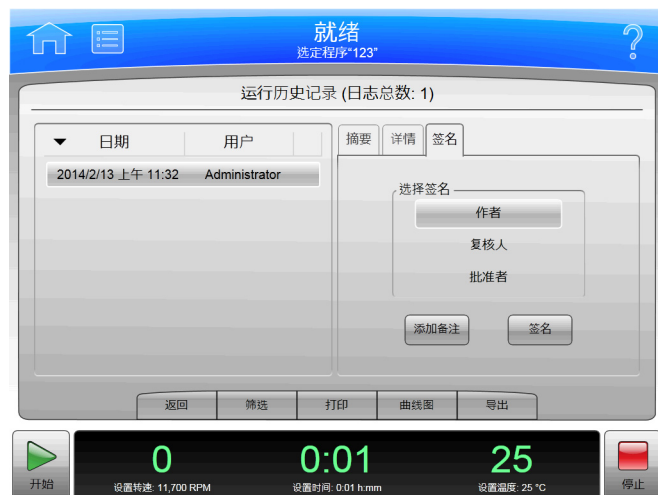 就绪
选定程序“123”
运行历史记录 (日志总数: 1)
日期 用户
摘要 详情 签名
2014/2/13 上午 11:32 Administrator
选择签名
作者
复核人
批准者
添加备注 签名
返回 筛选 打印 曲线图 导出
0 0:01 25
开始 设置转速: 11,700 RPM 设置时间: 0:01 h:mm 设置温度: 25 °C 停止